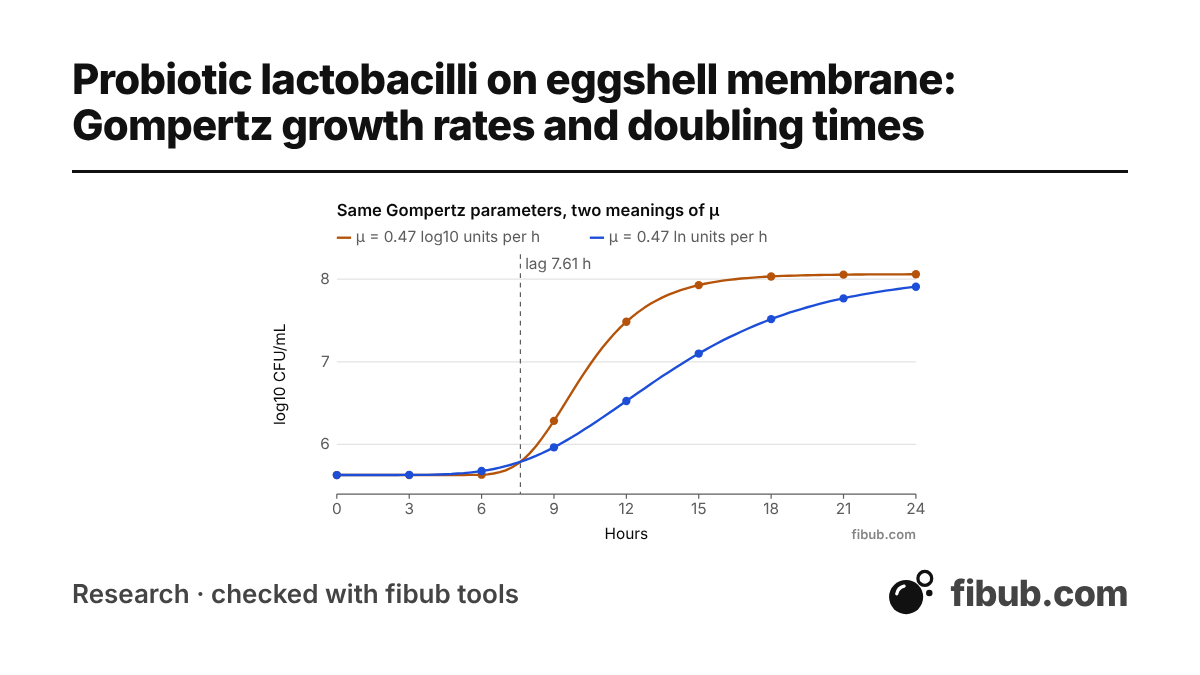 Probiotic lactobacilli on eggshell membrane:
Gompertz growth rates and doubling times
Same Gompertz parameters, two meanings of μ
μ = 0.47 log10 units per h μ = 0.47 ln units per h
lag 7.61 h
8
7
6
log10 CFU/mL
0 3 6 9 12 15 18 21 24
Hours
fibub.com
Research · checked with fibub tools
fibub.com